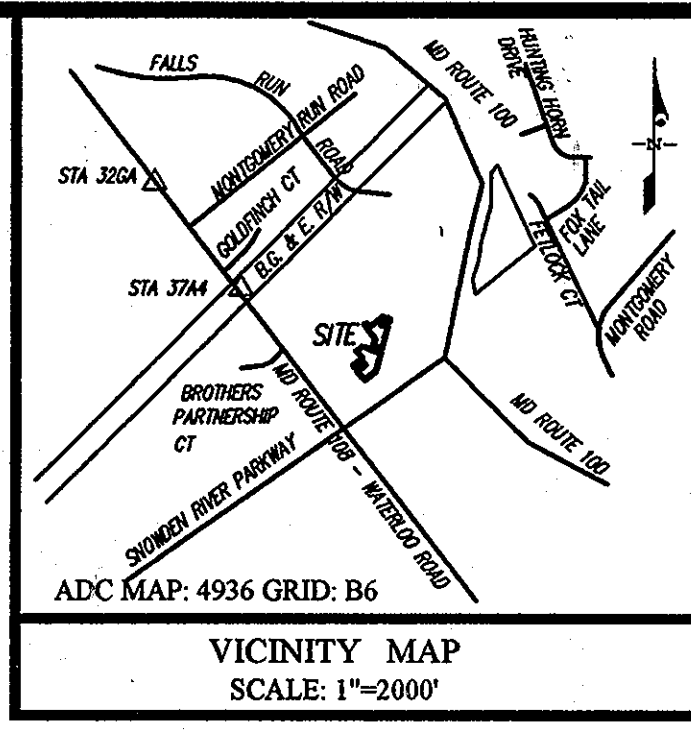 FALLS RUN ROAD
MD ROUTE 100
HUNTING HORN
DRIVE
STA 32GA
MONTGOMERY RUN ROAD
GOLDFINCH CT
B.G. & E. R/W
N
FOX TAIL
LANE
FETLOCK CT
STA 37A4
MONTGOMERY
ROAD
SITE
BROTHERS
PARTNERSHIP
CT
MD ROUTE 108 - WATERLOO ROAD
MD ROUTE 100
SNOWDEN RIVER PARKWAY
ADC MAP: 4936 GRID: B6
VICINITY MAP
SCALE: 1"=2000'